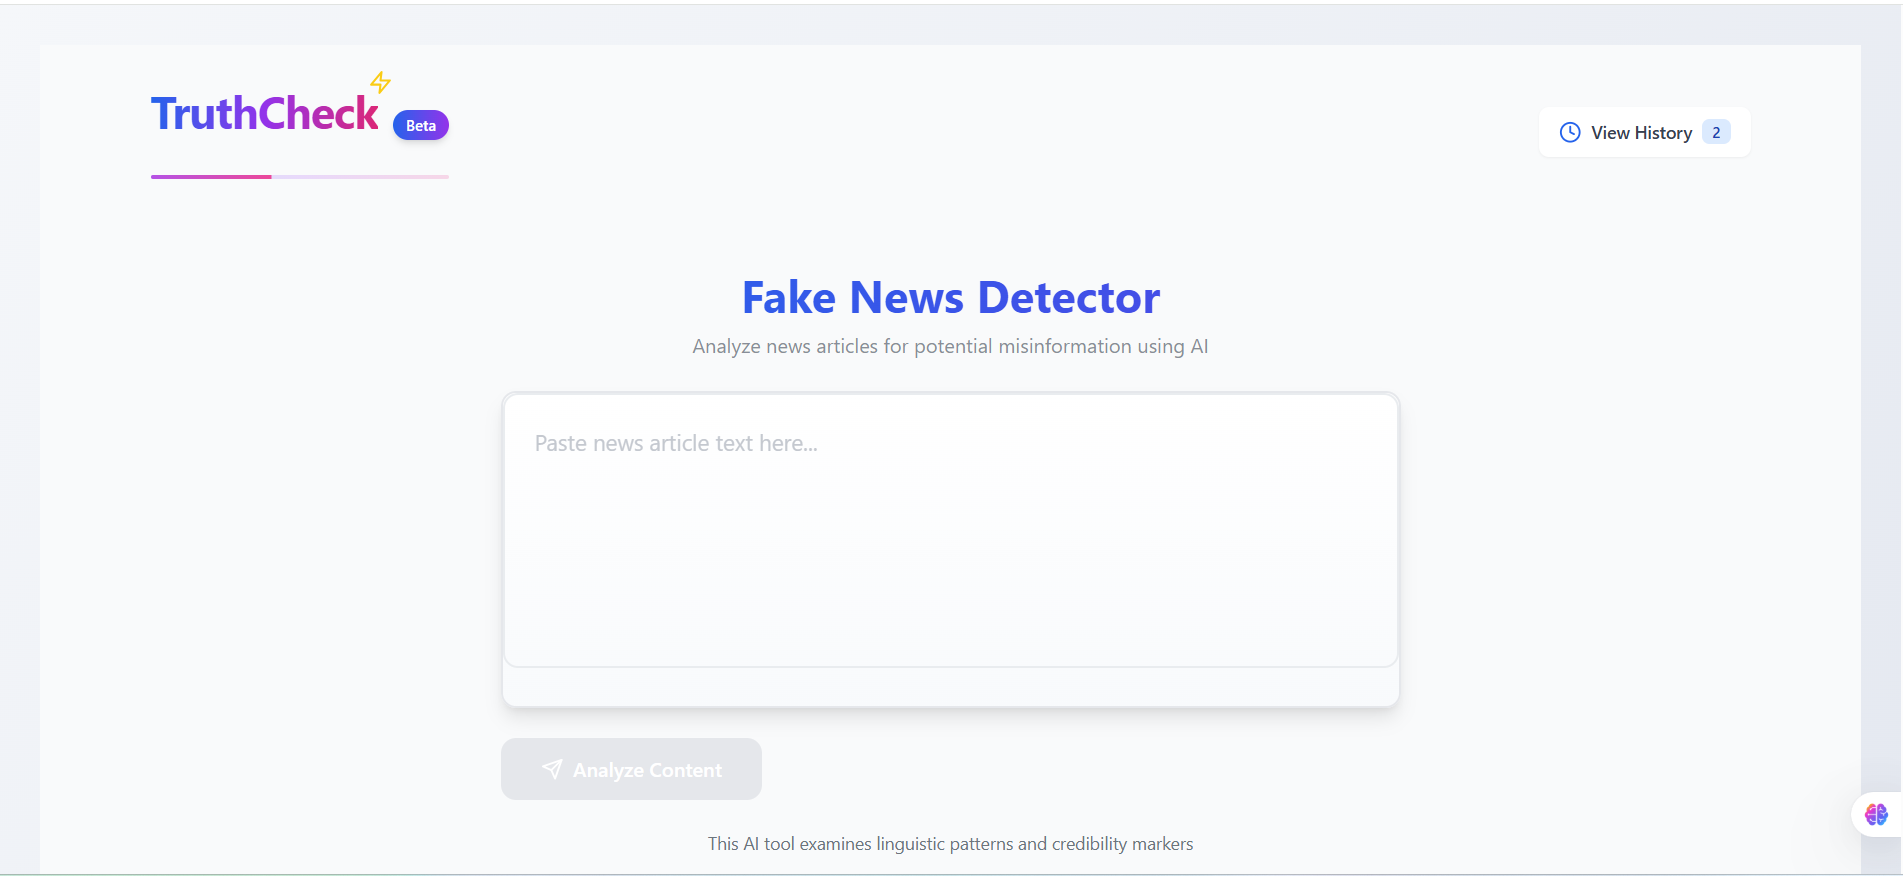 TruthCheck
Beta
View History 2
Fake News Detector
Analyze news articles for potential misinformation using AI
Paste news article text here...
Analyze Content
This AI tool examines linguistic patterns and credibility markers